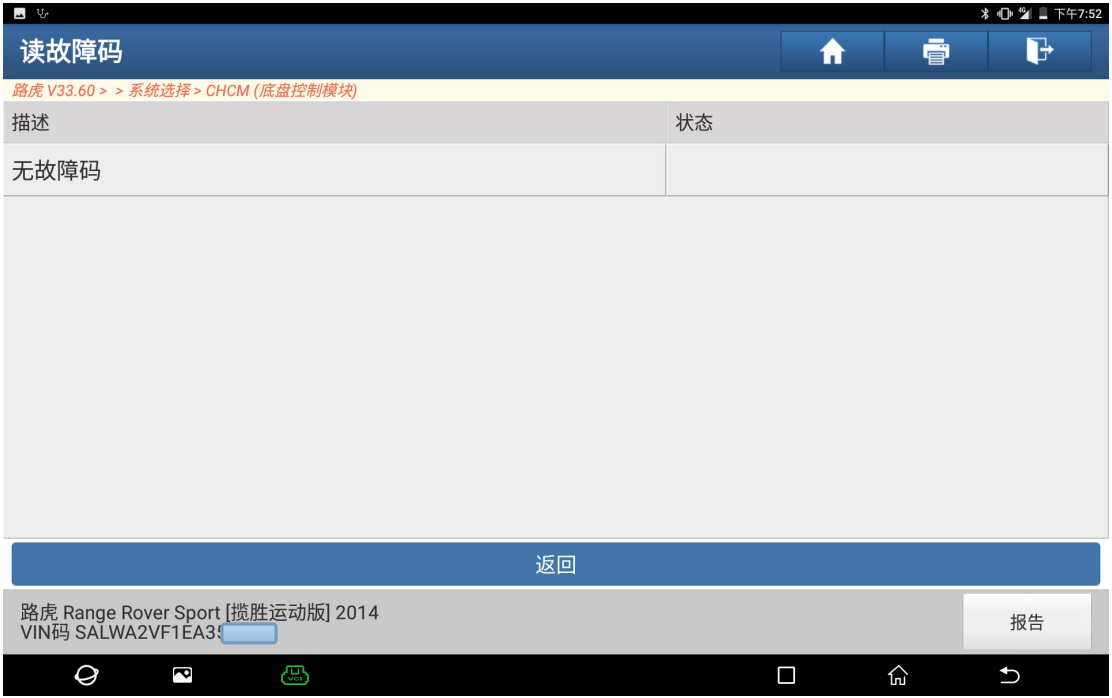 下午7:52
读故障码
路虎 V33.60 > > 系统选择 > CHCM (底盘控制模块)
描述 状态
无故障码
返回
路虎 Range Rover Sport [揽胜运动版] 2014
VIN码 SALWA2VF1EA3
报告
VCI